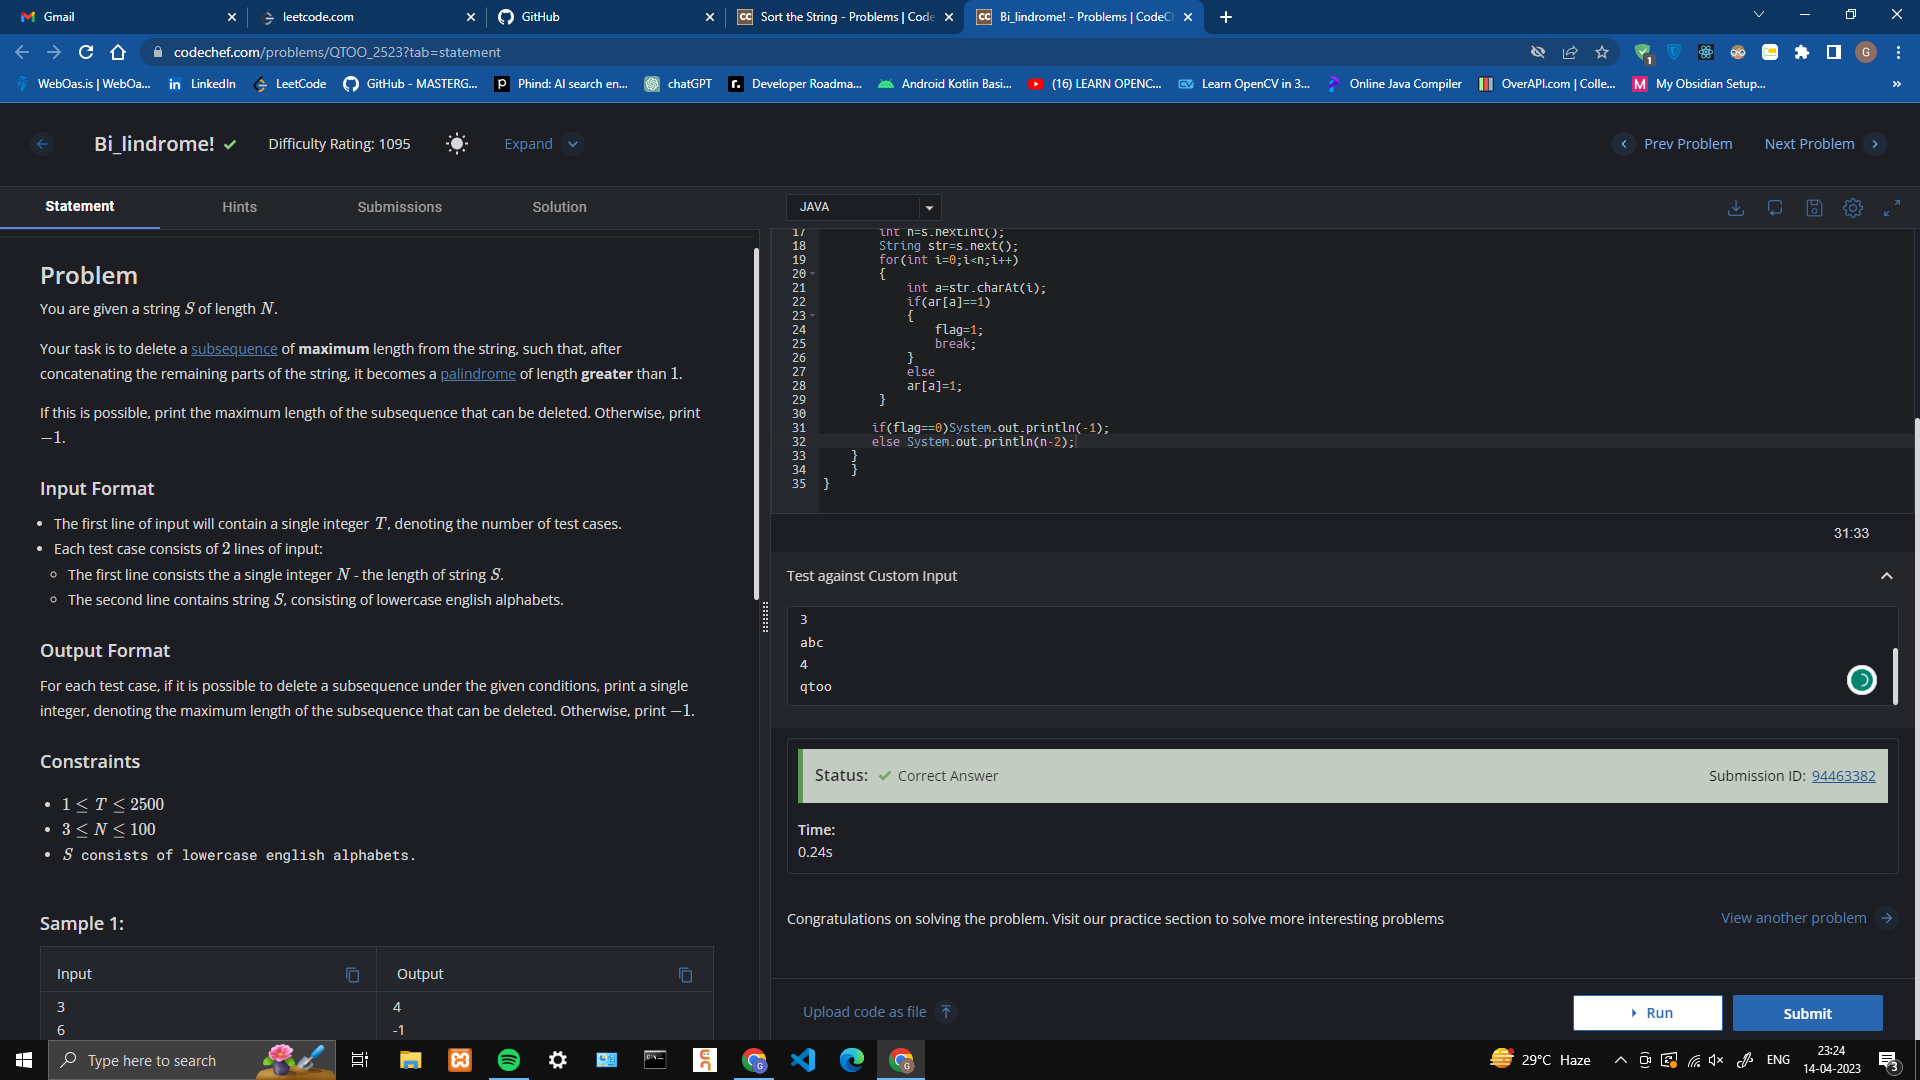 Gmail
leetcode.com
GitHub
Sort the String - Problems | Code
Bi_lindrome! - Problems | CodeC
codechef.com/problems/QTOO_2523?tab=statement
1
G
WebOas.is | WebOa...
LinkedIn
LeetCode
GitHub - MASTERG...
Phind: AI search en...
chatGPT
Developer Roadma...
Android Kotlin Basi...
(16) LEARN OPENC...
Learn OpenCV in 3...
Online Java Compiler
OverAPI.com | Colle...
My Obsidian Setup...
»
Bi_lindrome!
Difficulty Rating: 1095
Expand
Prev Problem
Next Problem
Statement
Hints
Submissions
Solution
Problem
You are given a string S of length N.
Your task is to delete a subsequence of maximum length from the string, such that, after
concatenating the remaining parts of the string, it becomes a palindrome of length greater than 1.
If this is possible, print the maximum length of the subsequence that can be deleted. Otherwise, print
−1.
Input Format
• The first line of input will contain a single integer T, denoting the number of test cases.
• Each test case consists of 2 lines of input:
◦ The first line consists the a single integer N - the length of string S.
◦ The second line contains string S, consisting of lowercase english alphabets.
Output Format
For each test case, if it is possible to delete a subsequence under the given conditions, print a single
integer, denoting the maximum length of the subsequence that can be deleted. Otherwise, print −1.
Constraints
• 1 ≤ T ≤ 2500
• 3 ≤ N ≤ 100
• S consists of lowercase english alphabets.
Sample 1:
Input
Output
3
4
6
-1
JAVA
17 int n=s.nextInt();
18 String str=s.next();
19 for(int i=0;i<n;i++)
20 {
21 int a=str.charAt(i);
22 if(ar[a]==1)
23 {
24 flag=1;
25 break;
26 }
27 else
28 ar[a]=1;
29 }
30
31 if(flag==0)System.out.println(-1);
32 else System.out.println(n-2);
33 }
34 }
35 }
31:33
Test against Custom Input
3
abc
4
qtoo
Status: Correct Answer
Submission ID: 94463382
Time:
0.24s
Congratulations on solving the problem. Visit our practice section to solve more interesting problems
View another problem
Upload code as file
Run
Submit
Type here to search
29°C Haze
ENG
23:24
14-04-2023
3